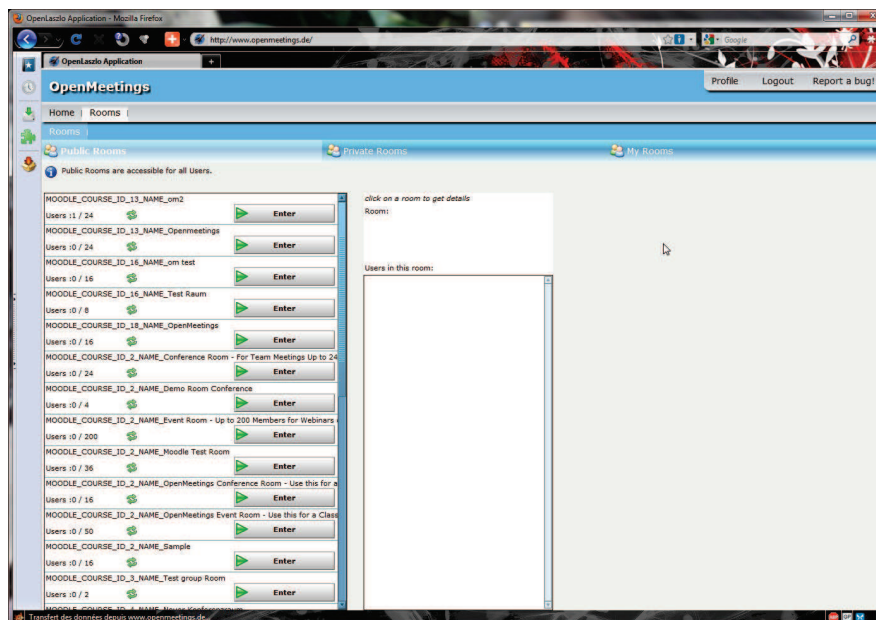 OpenLaszlo Application - Mozilla Firefox
http://www.openmeetings.de/
Google
OpenLaszlo Application
OpenMeetings
Profile Logout Report a bug!
Home Rooms
Rooms
Public Rooms Private Rooms My Rooms
Public Rooms are accessible for all Users.
MOODLE_COURSE_ID_13_NAME_om2
Users :1 / 24 Enter
MOODLE_COURSE_ID_13_NAME_Openmeetings
Users :0 / 24 Enter
MOODLE_COURSE_ID_16_NAME_om test
Users :0 / 16 Enter
MOODLE_COURSE_ID_16_NAME_Test Raum
Users :0 / 8 Enter
MOODLE_COURSE_ID_18_NAME_OpenMeetings
Users :0 / 16 Enter
MOODLE_COURSE_ID_2_NAME_Conference Room - For Team Meetings Up to 24
Users :0 / 24 Enter
MOODLE_COURSE_ID_2_NAME_Demo Room Conference
Users :0 / 4 Enter
MOODLE_COURSE_ID_2_NAME_Event Room - Up to 200 Members for Webinars
Users :0 / 200 Enter
MOODLE_COURSE_ID_2_NAME_Moodle Test Room
Users :0 / 36 Enter
MOODLE_COURSE_ID_2_NAME_OpenMeetings Conference Room - Use this for a
Users :0 / 16 Enter
MOODLE_COURSE_ID_2_NAME_OpenMeetings Event Room - Use this for a Class
Users :0 / 50 Enter
MOODLE_COURSE_ID_2_NAME_Sample
Users :0 / 16 Enter
MOODLE_COURSE_ID_3_NAME_Test group Room
Users :0 / 2 Enter
MOODLE_COURSE_ID_4_NAME_Neuer Konferenzraum
click on a room to get details
Room:
Users in this room:
Transfert des données depuis www.openmeetings.de...